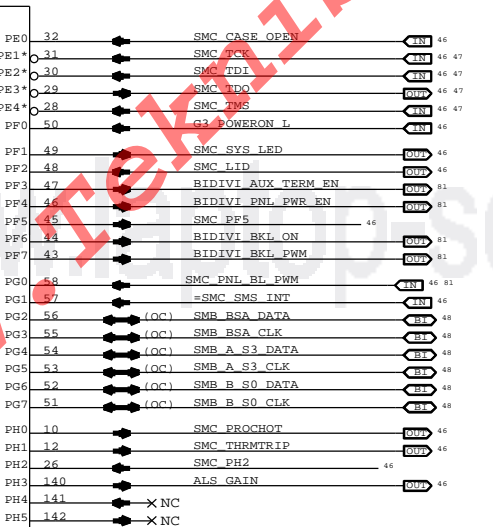 PE0 32 SMC_CASE_OPEN IN 46
PE1* 31 SMC_TCK IN 46 47
PE2* 30 SMC_TDI IN 46 47
PE3* 29 SMC_TDO OUT 46 47
PE4* 28 SMC_TMS IN 46 47
PF0 50 G3_POWERON_L IN 46
PF1 49 SMC_SYS_LED OUT 46
PF2 48 SMC_LID OUT 46
PF3 47 BIDIVI_AUX_TERM_EN OUT 81
PF4 46 BIDIVI_PNL_PWR_EN OUT 81
PF5 45 SMC_PF5 46
PF6 44 BIDIVI_BKL_ON OUT 81
PF7 43 BIDIVI_BKL_PWM OUT 81
PG0 58 SMC_PNL_BL_PWM IN 46 81
PG1 57 =SMC_SMS_INT IN 46
PG2 56 (OC) SMB_BSA_DATA BI 48
PG3 55 (OC) SMB_BSA_CLK BI 48
PG4 54 (OC) SMB_A_S3_DATA BI 48
PG5 53 (OC) SMB_A_S3_CLK BI 48
PG6 52 (OC) SMB_B_S0_DATA BI 48
PG7 51 (OC) SMB_B_S0_CLK BI 48
PH0 10 SMC_PROCHOT OUT 46
PH1 12 SMC_THRMTRIP OUT 46
PH2 26 SMC_PH2 46
PH3 140 ALS_GAIN OUT 46
PH4 141 NC
PH5 142 NC